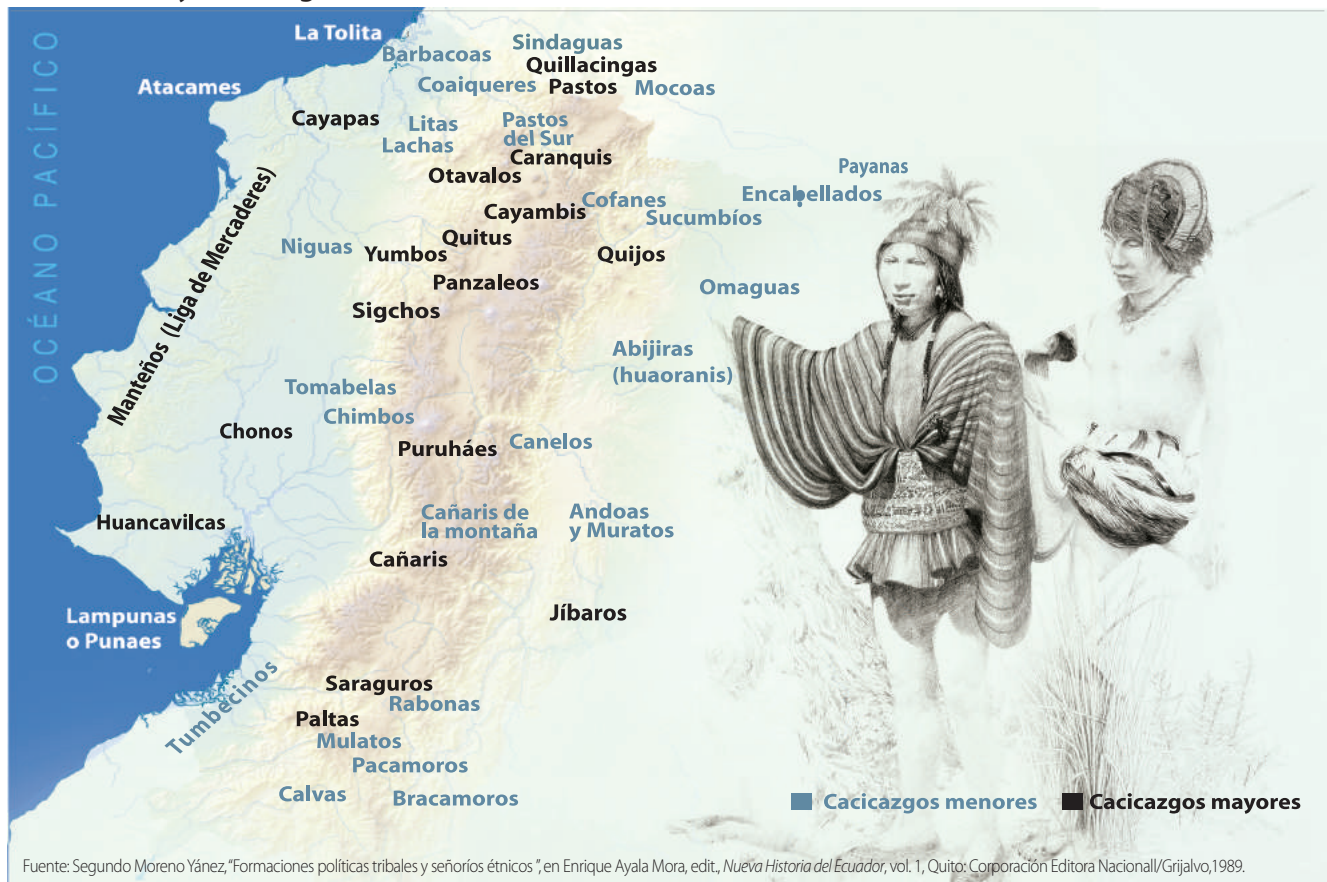 OCÉANO PACÍFICO
La Tolita
Atacames
Barbacoas
Sindaguas
Quillacingas
Coaiqueres
Pastos
Mocoas
Cayapas
Litas
Lachas
Pastos
del Sur
Caranquis
Otavalos
Payanas
Encabellados
Cofanes
Sucumbíos
Cayambis
Quitus
Niguas
Yumbos
Quijos
Panzaleos
Omaguas
Sigchos
Manteños (Liga de Mercaderes)
Abijiras
(huaoranis)
Tomabelas
Chimbos
Chonos
Puruháes
Canelos
Huancavilcas
Cañaris de
la montaña
Andoas
y Muratos
Cañaris
Lampunas
o Punaes
Jíbaros
Tumbecinos
Saraguros
Rabonas
Paltas
Mulatos
Pacamoros
Calvas
Bracamoros
Cacicazgos menores
Cacicazgos mayores
Fuente: Segundo Moreno Yánez, “Formaciones políticas tribales y señoríos étnicos”, en Enrique Ayala Mora, edit., Nueva Historia del Ecuador, vol. 1, Quito: Corporación Editora Nacionall/Grijalvo,1989.